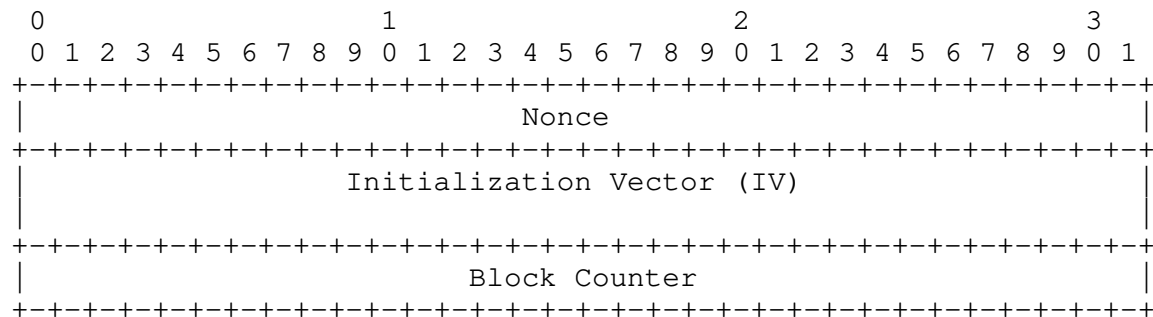 0                   1                   2                   3
0 1 2 3 4 5 6 7 8 9 0 1 2 3 4 5 6 7 8 9 0 1 2 3 4 5 6 7 8 9 0 1
+-+-+-+-+-+-+-+-+-+-+-+-+-+-+-+-+-+-+-+-+-+-+-+-+-+-+-+-+-+-+-+-+
|                            Nonce                              |
+-+-+-+-+-+-+-+-+-+-+-+-+-+-+-+-+-+-+-+-+-+-+-+-+-+-+-+-+-+-+-+-+
|                  Initialization Vector (IV)                   |
|                                                               |
+-+-+-+-+-+-+-+-+-+-+-+-+-+-+-+-+-+-+-+-+-+-+-+-+-+-+-+-+-+-+-+-+
|                         Block Counter                         |
+-+-+-+-+-+-+-+-+-+-+-+-+-+-+-+-+-+-+-+-+-+-+-+-+-+-+-+-+-+-+-+-+